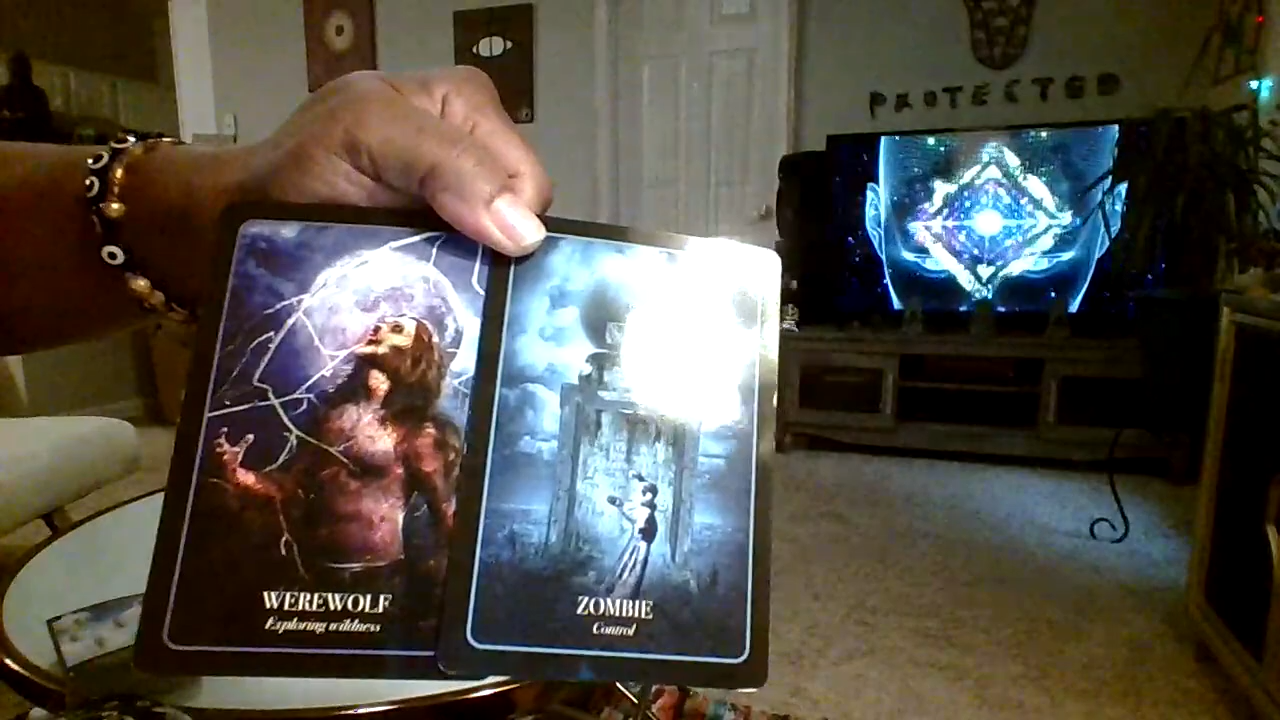 PROTECTED
WEREWOLF
Exploring wildness
ZOMBIE
Control